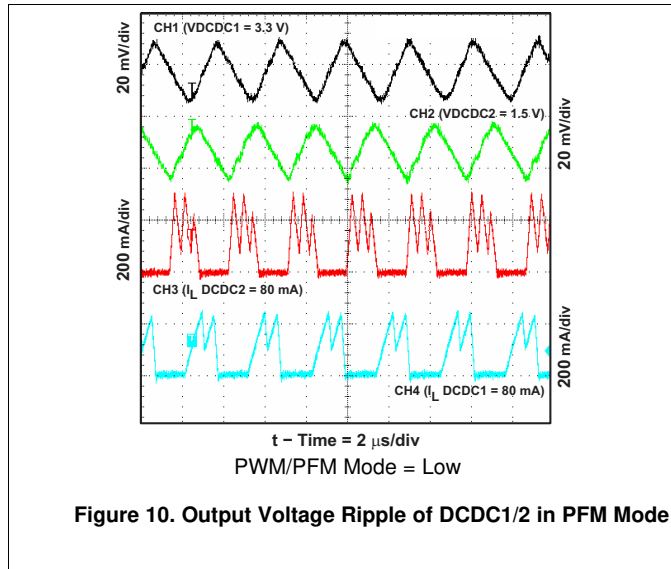 CH1 (VDCDC1 = 3.3 V)
20 mV/div
CH2 (VDCDC2 = 1.5 V)
20 mV/div
200 mA/div
CH3 (I_L DCDC2 = 80 mA)
200 mA/div
CH4 (I_L DCDC1 = 80 mA)
t − Time = 2 μs/div
PWM/PFM Mode = Low
Figure 10. Output Voltage Ripple of DCDC1/2 in PFM Mode